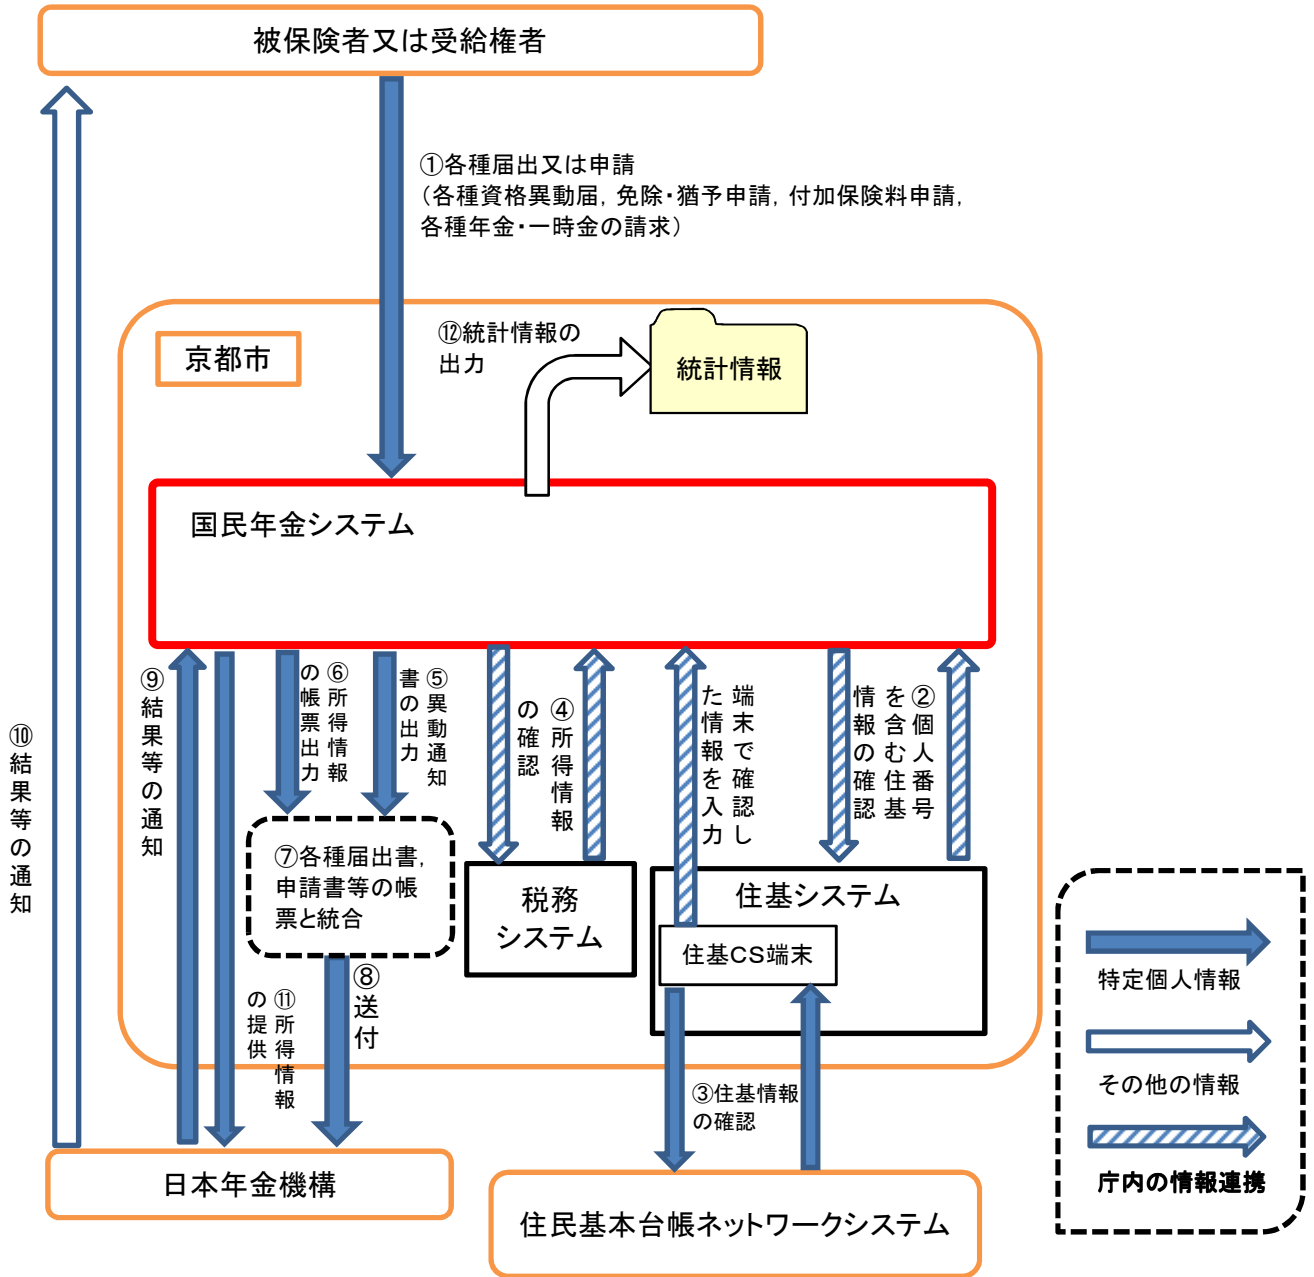 被保険者又は受給権者
①各種届出又は申請
（各種資格異動届，免除・猶予申請，付加保険料申請，
各種年金・一時金の請求）
京都市
⑫統計情報の
出力
統計情報
国民年金システム
⑩結果等の通知
⑨結果等の通知
⑥所得情報
の帳票出力
⑤異動通知
書の出力
④所得情報
の確認
端末で確認し
た情報を入力
②個人番号
を含む住基
情報の確認
⑦各種届出書，
申請書等の帳
票と統合
税務
システム
住基システム
住基CS端末
⑪所得情報
の提供
⑧送付
③住基情報
の確認
日本年金機構
住民基本台帳ネットワークシステム
特定個人情報
その他の情報
庁内の情報連携